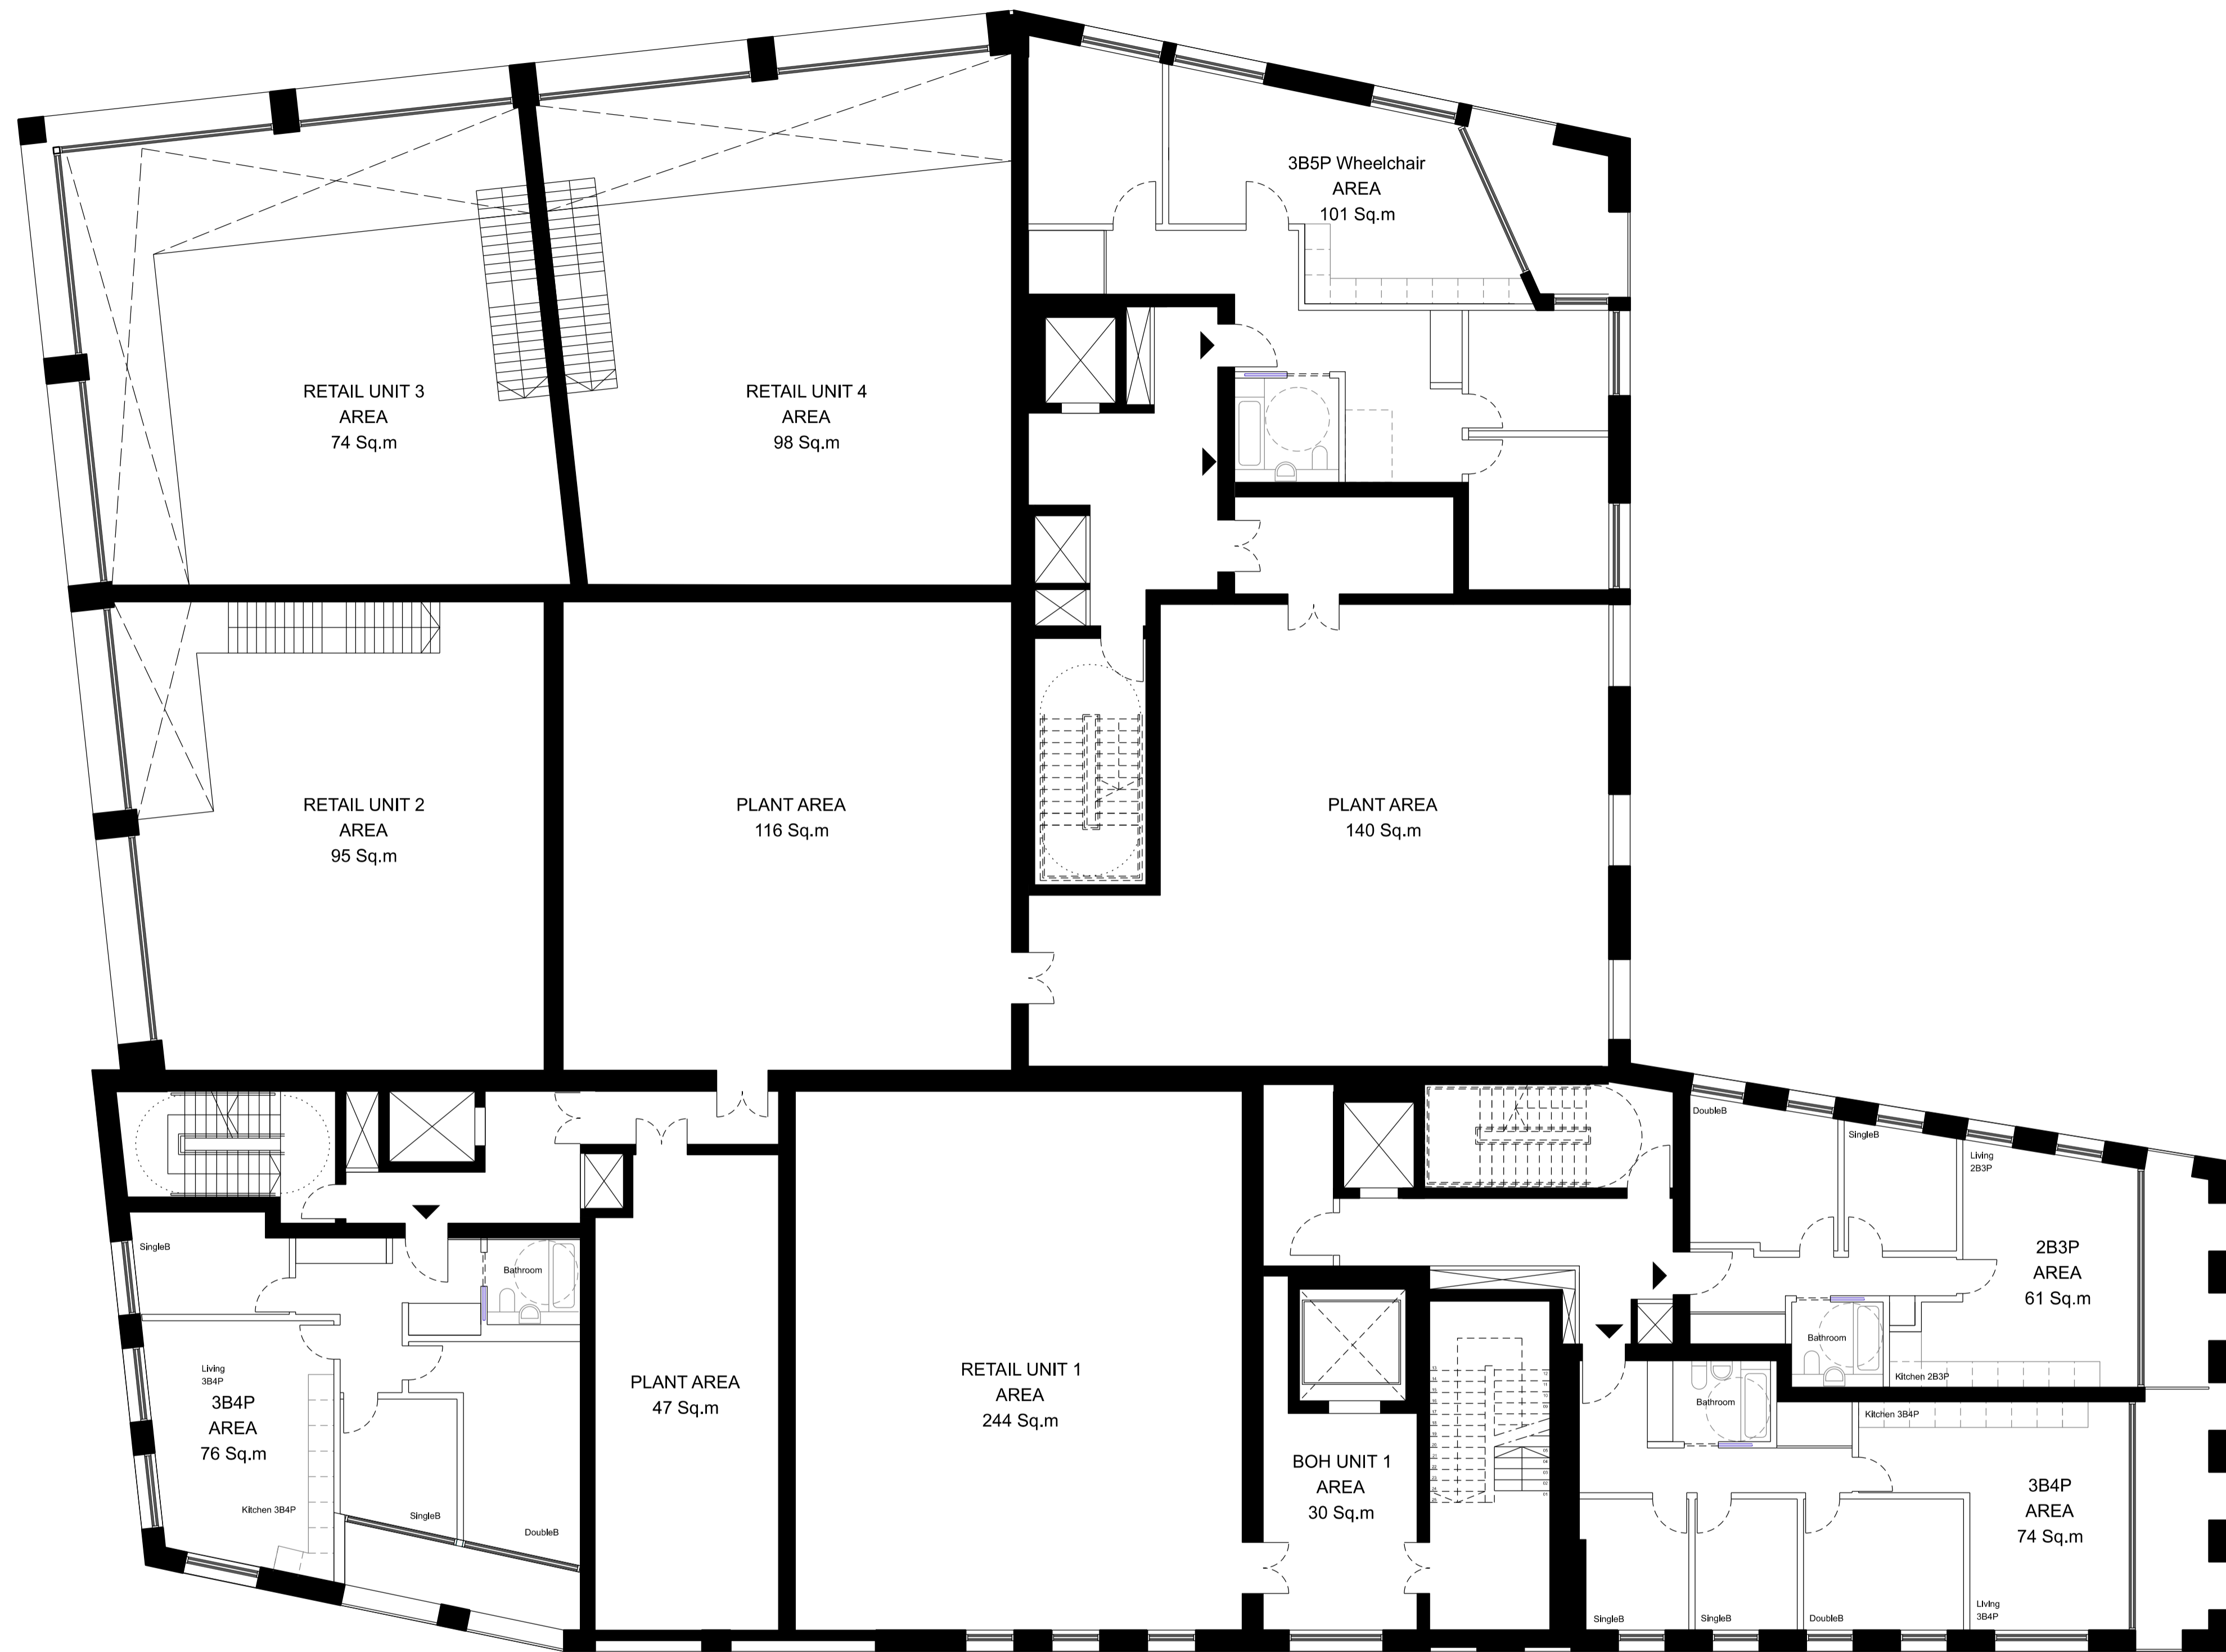 3B5P Wheelchair
AREA
101 Sq.m
RETAIL UNIT 3
AREA
74 Sq.m
RETAIL UNIT 4
AREA
98 Sq.m
RETAIL UNIT 2
AREA
95 Sq.m
PLANT AREA
116 Sq.m
PLANT AREA
140 Sq.m
DoubleB
SingleB
Living
2B3P
2B3P
AREA
61 Sq.m
Bathroom
Kitchen 2B3P
SingleB
Bathroom
Living
3B4P
3B4P
AREA
76 Sq.m
Kitchen 3B4P
SingleB
DoubleB
PLANT AREA
47 Sq.m
RETAIL UNIT 1
AREA
244 Sq.m
BOH UNIT 1
AREA
30 Sq.m
Bathroom
Kitchen 3B4P
3B4P
AREA
74 Sq.m
SingleB
SingleB
DoubleB
Living
3B4P